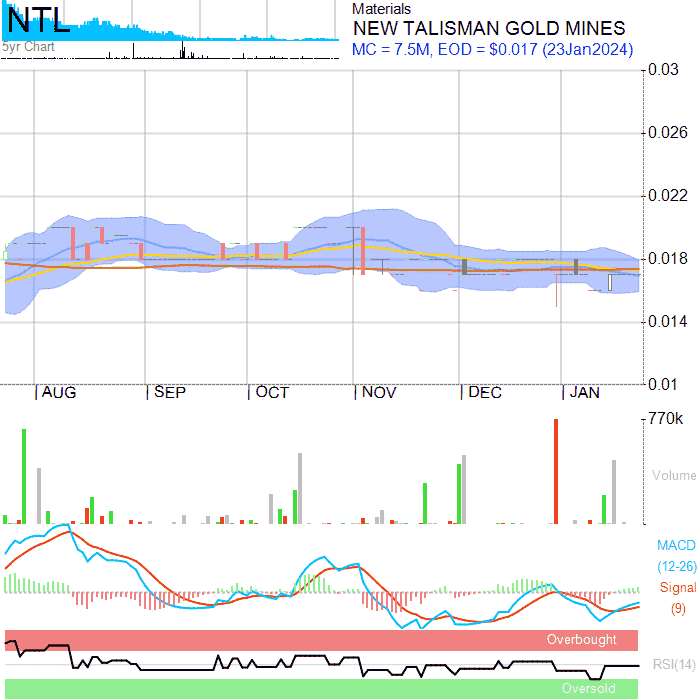 NTL
5yr Chart
Materials
NEW TALISMAN GOLD MINES
MC = 7.5M, EOD = $0.017 (23Jan2024)
0.03
0.026
0.022
0.018
0.014
0.01
AUG SEP OCT NOV DEC JAN
770k
Volume
MACD
(12-26)
Signal
(9)
Overbought
RSI(14)
Oversold